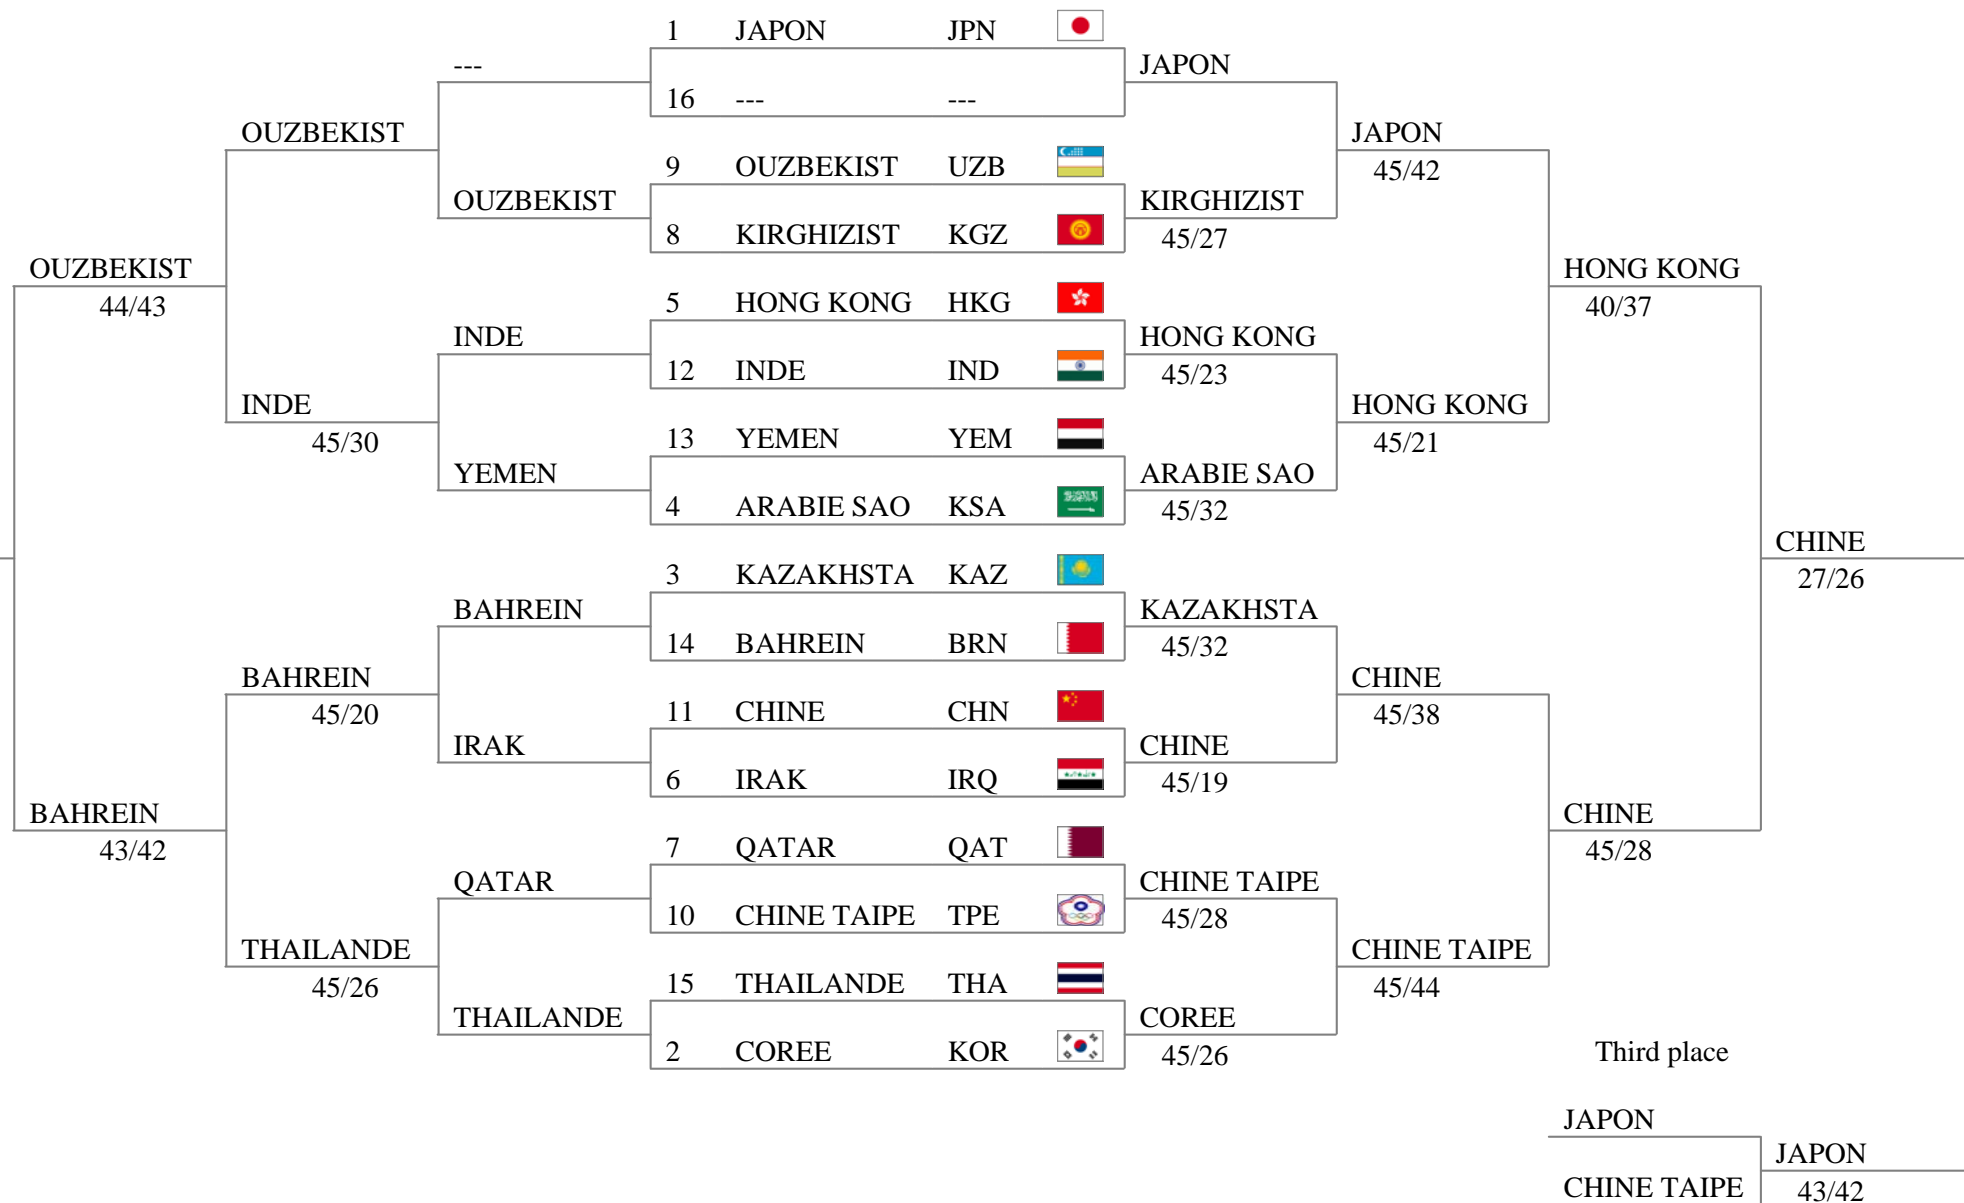 1 JAPON JPN
--- JAPON
16 --- ---
OUZBEKIST JAPON
9 OUZBEKIST UZB 45/42
OUZBEKIST KIRGHIZIST
8 KIRGHIZIST KGZ 45/27
OUZBEKIST HONG KONG
44/43 5 HONG KONG HKG 40/37
INDE HONG KONG
12 INDE IND 45/23
INDE HONG KONG
45/30 13 YEMEN YEM 45/21
YEMEN ARABIE SAO
4 ARABIE SAO KSA 45/32
CHINE
3 KAZAKHSTA KAZ 27/26
BAHREIN KAZAKHSTA
14 BAHREIN BRN 45/32
BAHREIN CHINE
45/20 11 CHINE CHN 45/38
IRAK CHINE
6 IRAK IRQ 45/19
BAHREIN CHINE
43/42 7 QATAR QAT 45/28
QATAR CHINE TAIPE
10 CHINE TAIPE TPE 45/28
THAILANDE CHINE TAIPE
45/26 15 THAILANDE THA 45/44
THAILANDE COREE
2 COREE KOR 45/26 Third place
JAPON
JAPON
CHINE TAIPE 43/42